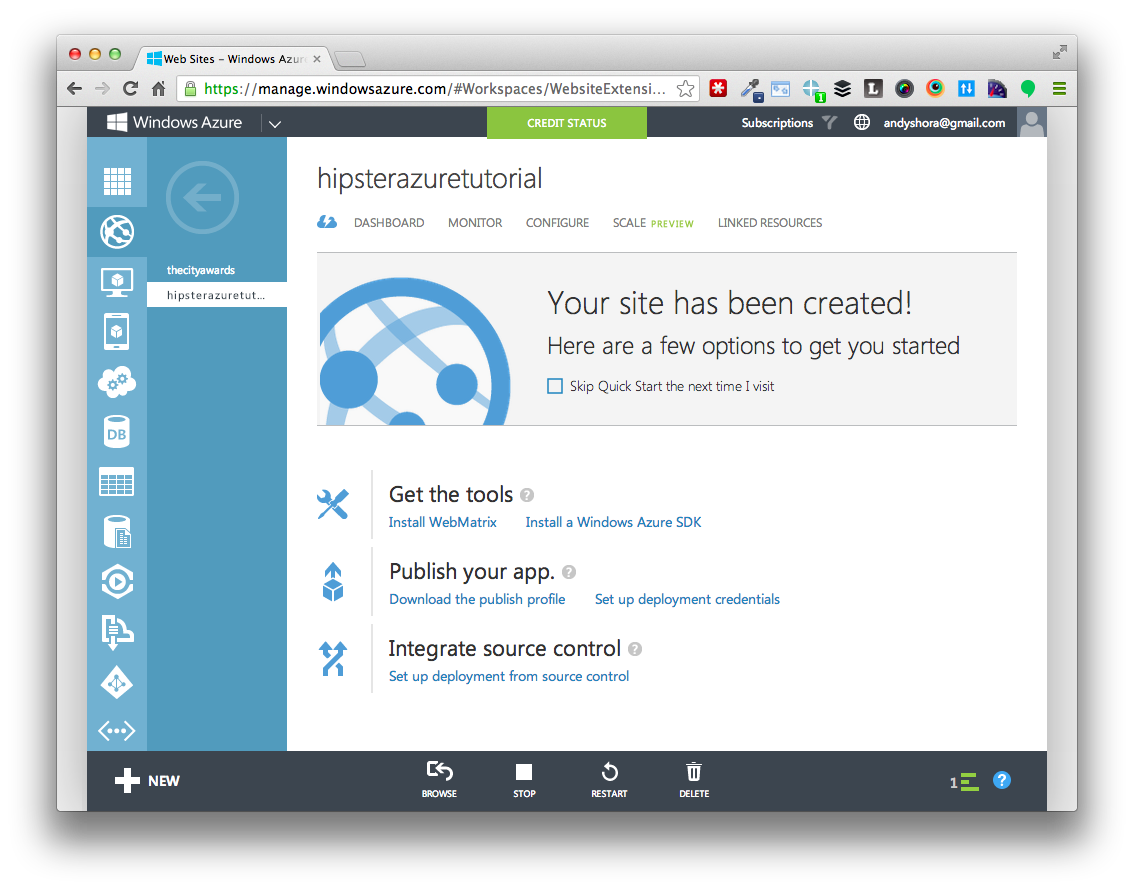 Web Sites – Windows Azur
https://manage.windowsazure.com/#Workspaces/WebsiteExtensi...
1
L
Windows Azure
CREDIT STATUS
Subscriptions
andyshora@gmail.com
thecityawards
hipsterazuretut...
DB
hipsterazuretutorial
DASHBOARD MONITOR CONFIGURE SCALE PREVIEW LINKED RESOURCES
Your site has been created!
Here are a few options to get you started
Skip Quick Start the next time I visit
Get the tools ?
Install WebMatrix Install a Windows Azure SDK
Publish your app. ?
Download the publish profile Set up deployment credentials
Integrate source control ?
Set up deployment from source control
NEW
BROWSE
STOP
RESTART
DELETE
1
?